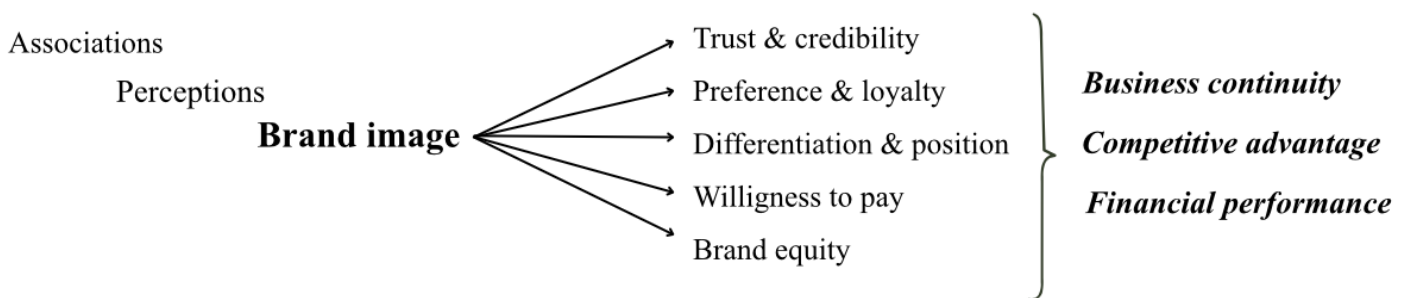 Associations
Perceptions
Brand image
Trust & credibility
Preference & loyalty
Differentiation & position
Willigness to pay
Brand equity
Business continuity
Competitive advantage
Financial performance